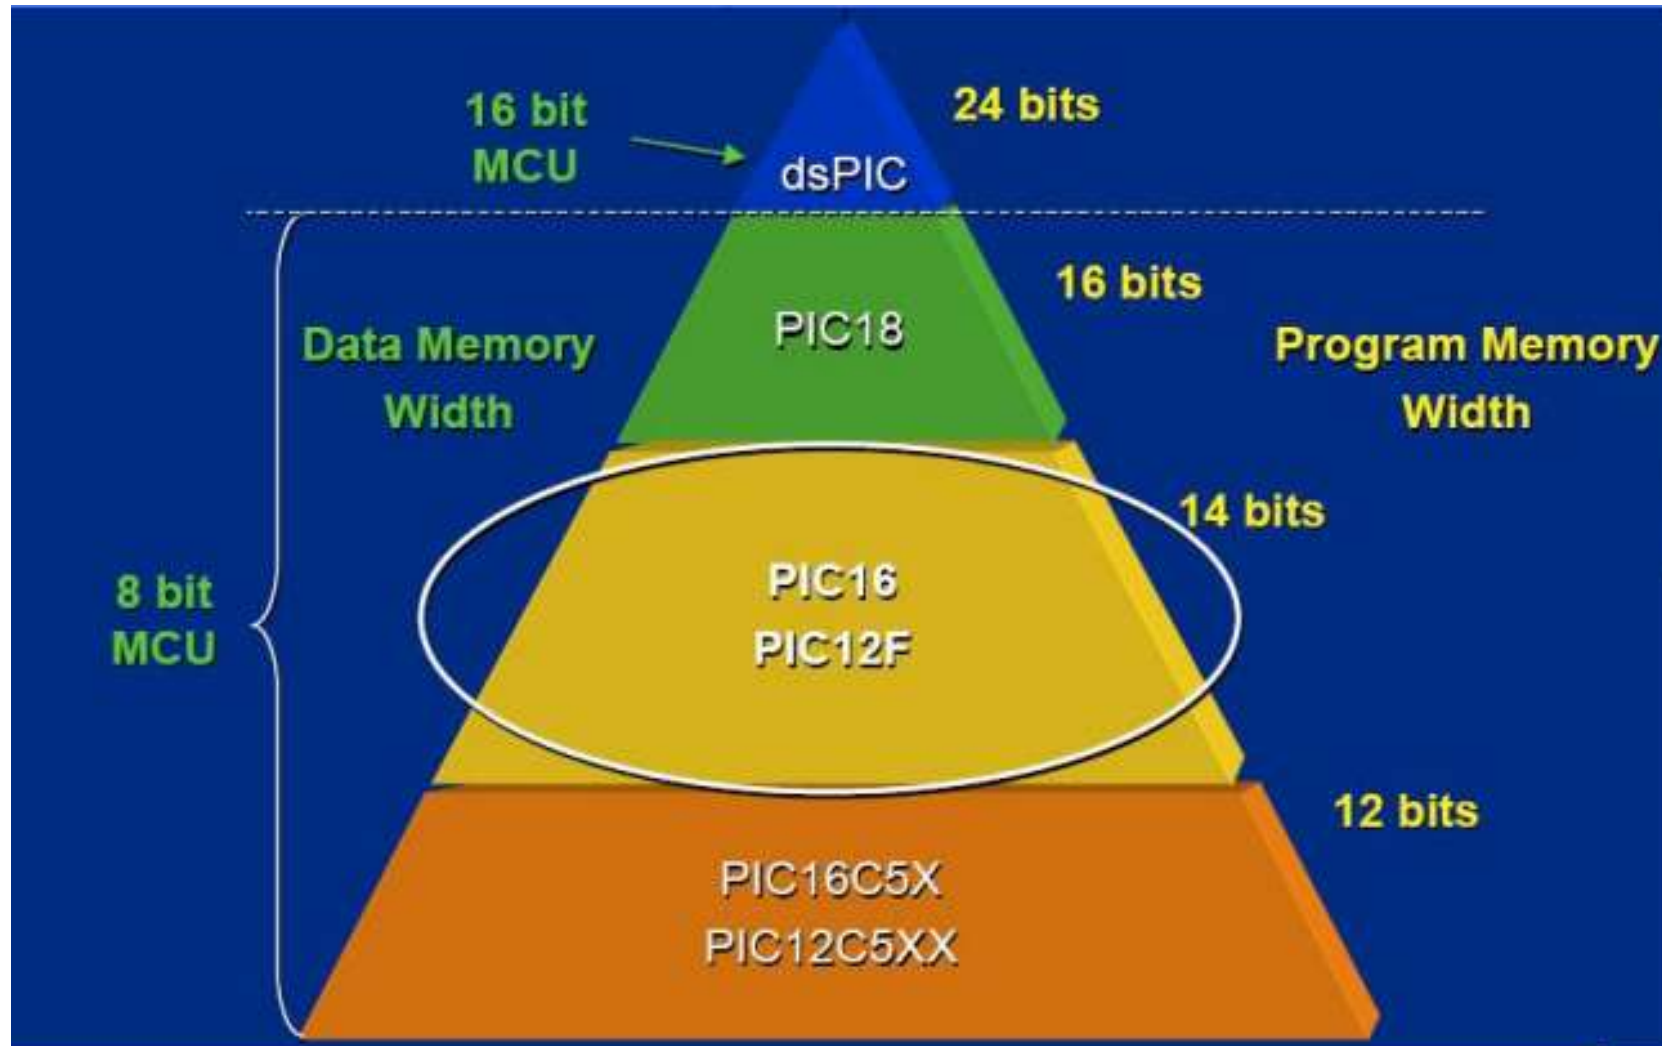 16 bit
MCU
24 bits
dsPIC
16 bits
PIC18
Data Memory
Width
Program Memory
Width
14 bits
PIC16
PIC12F
8 bit
MCU
12 bits
PIC16C5X
PIC12C5XX